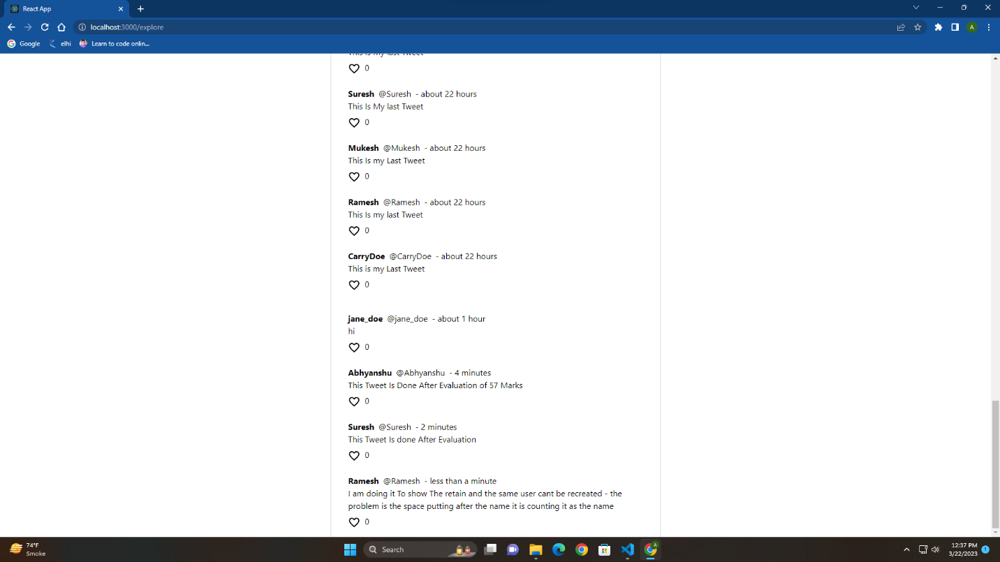 React App
localhost:3000/explore
Google elhi Learn to code onlin...
This Is My last Tweet
0
Suresh @Suresh - about 22 hours
This Is My last Tweet
0
Mukesh @Mukesh - about 22 hours
This Is my Last Tweet
0
Ramesh @Ramesh - about 22 hours
This Is my last Tweet
0
CarryDoe @CarryDoe - about 22 hours
This is my Last Tweet
0
jane_doe @jane_doe - about 1 hour
hi
0
Abhyanshu @Abhyanshu - 4 minutes
This Tweet Is Done After Evaluation of 57 Marks
0
Suresh @Suresh - 2 minutes
This Tweet Is done After Evaluation
0
Ramesh @Ramesh - less than a minute
I am doing it To show The retain and the same user cant be recreated - the
problem is the space putting after the name it is counting it as the name
0
74°F
Smoke
Search
12:37 PM
3/22/2023
1
A
A